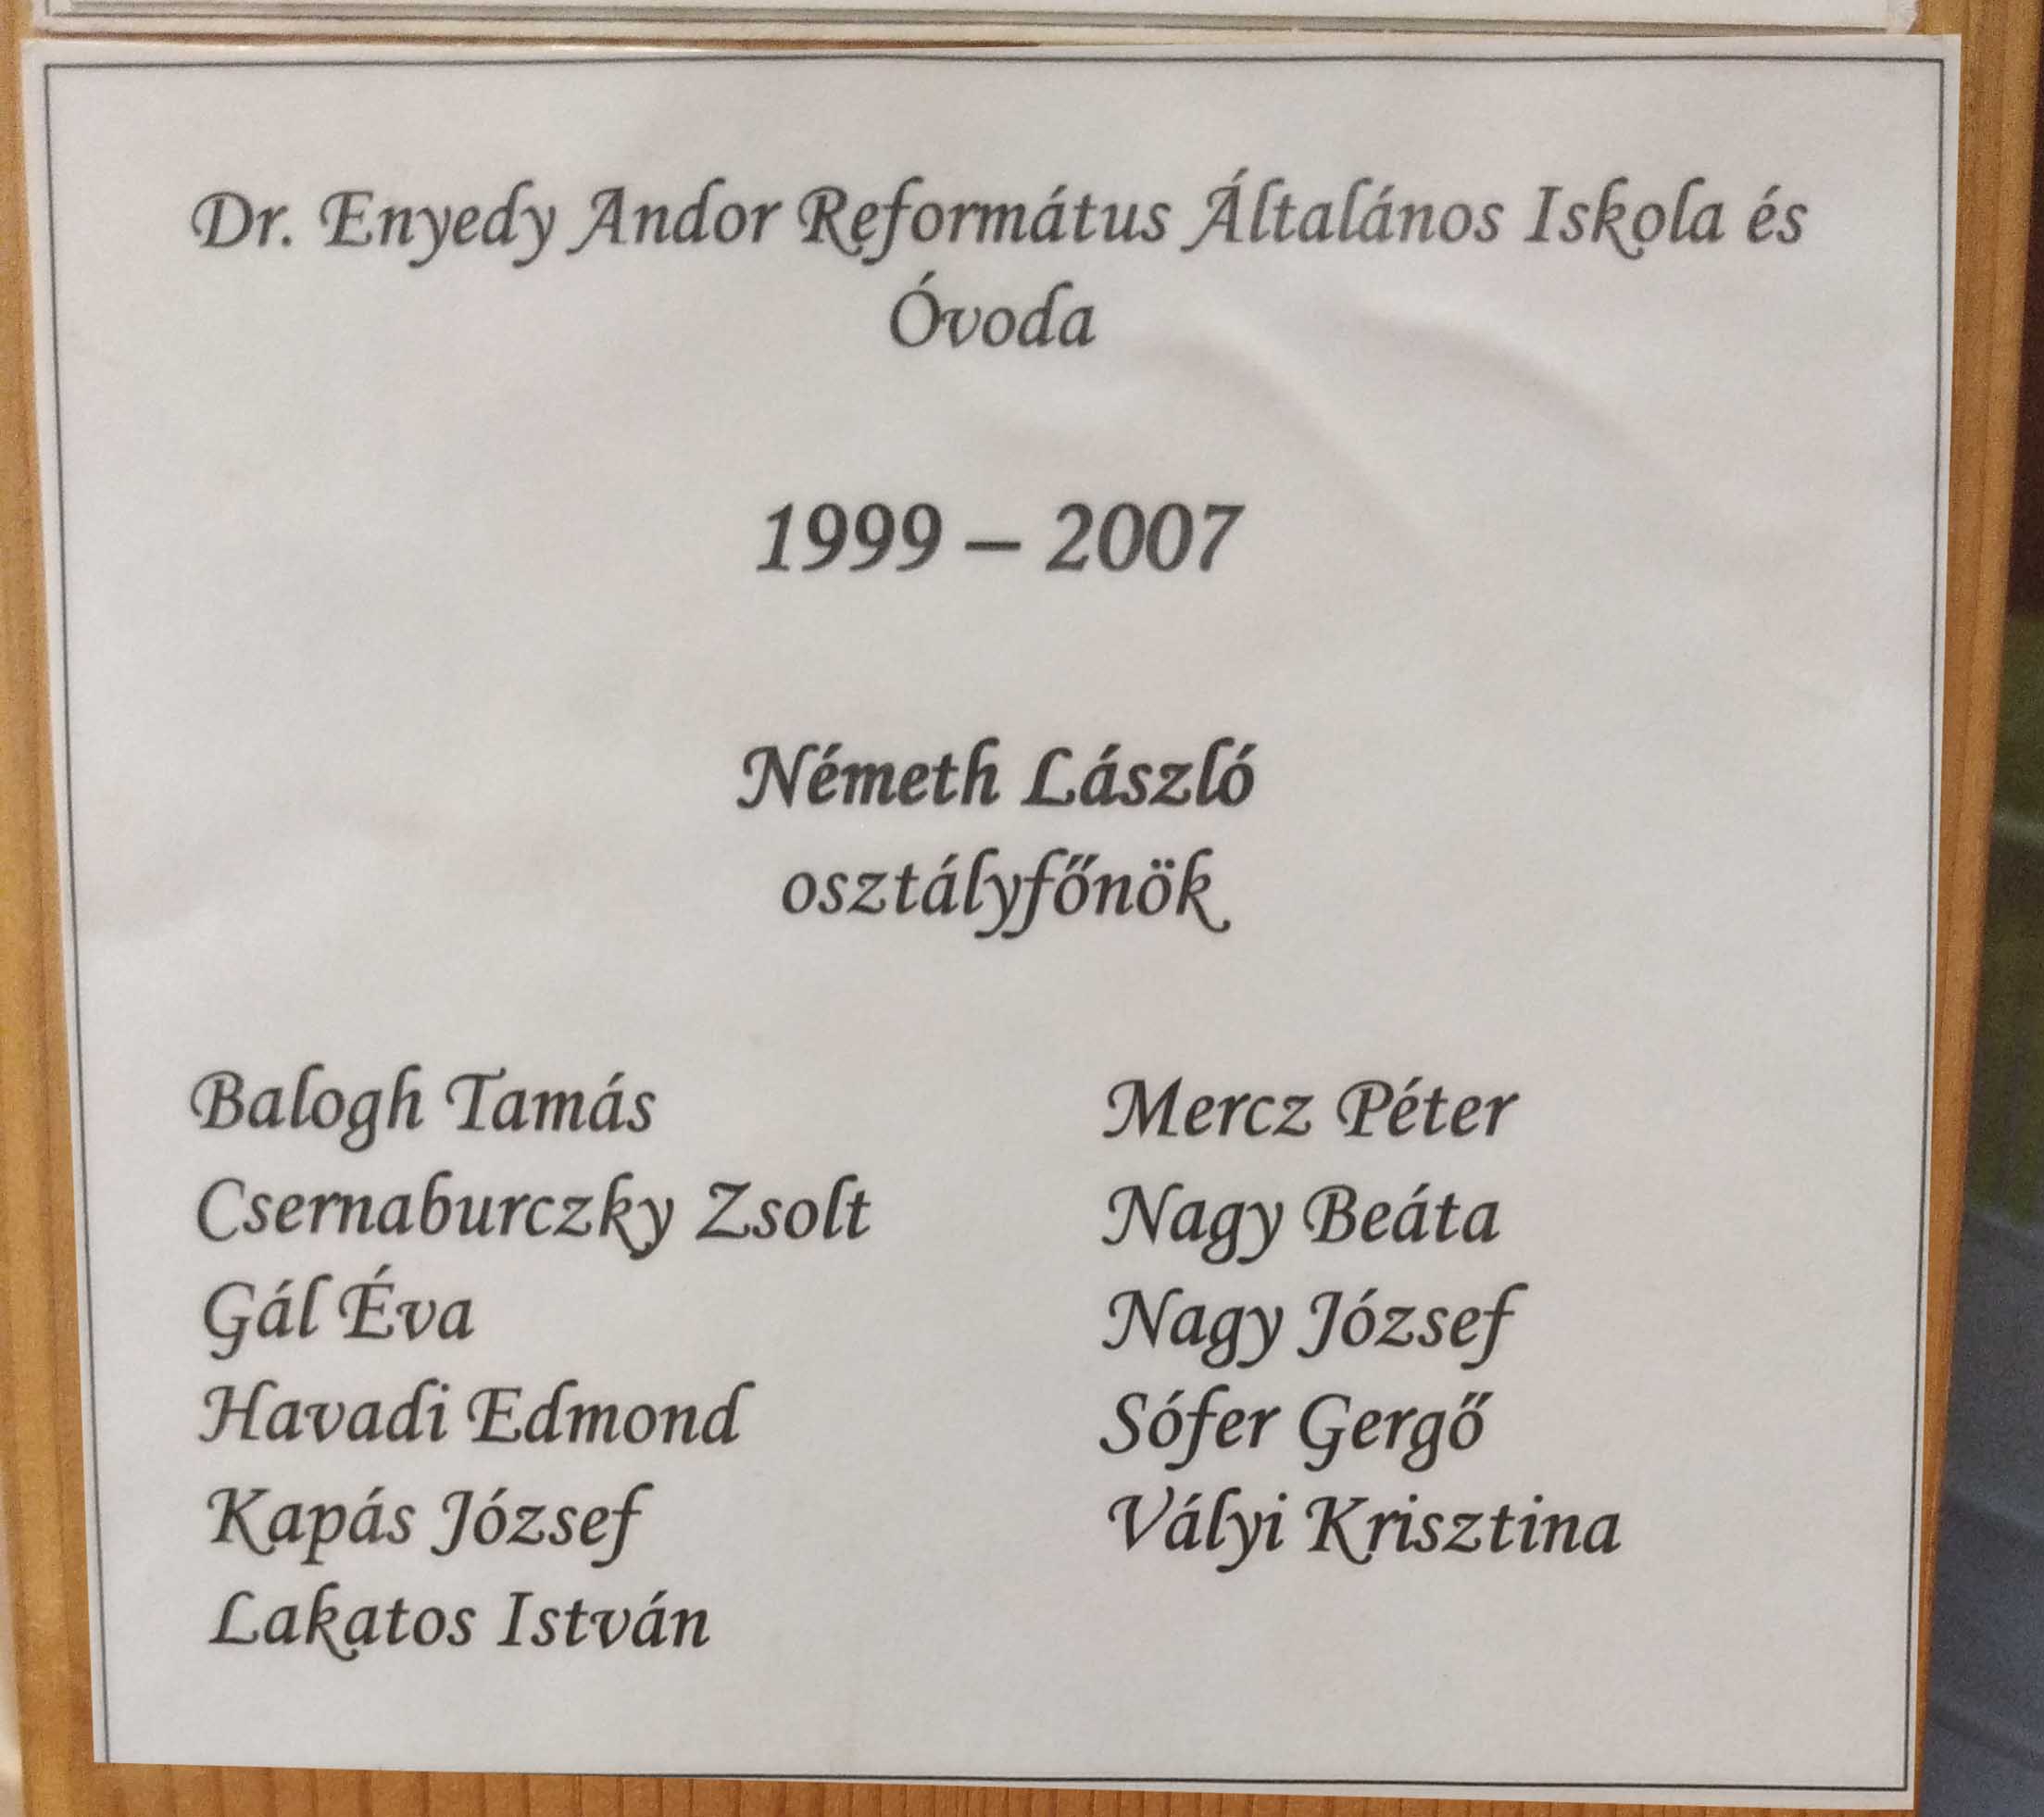 Dr. Enyedy Andor Református Általános Iskola és
Óvoda
1999 – 2007
Németh László
osztályfőnök
Balogh Tamás
Csernaburczky Zsolt
Gál Éva
Havadi Edmond
Kapás József
Lakatos István
Mercz Péter
Nagy Beáta
Nagy József
Sófer Gergő
Vályi Krisztina